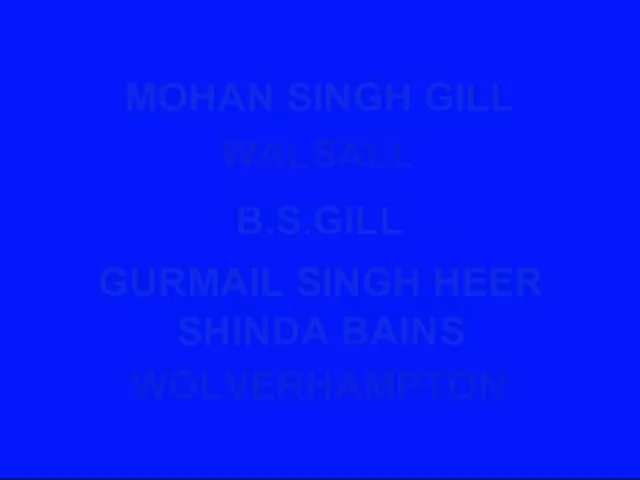 MOHAN SINGH GILL
WALSALL
B.S.GILL
GURMAIL SINGH HEER
SHINDA BAINS
WOLVERHAMPTON